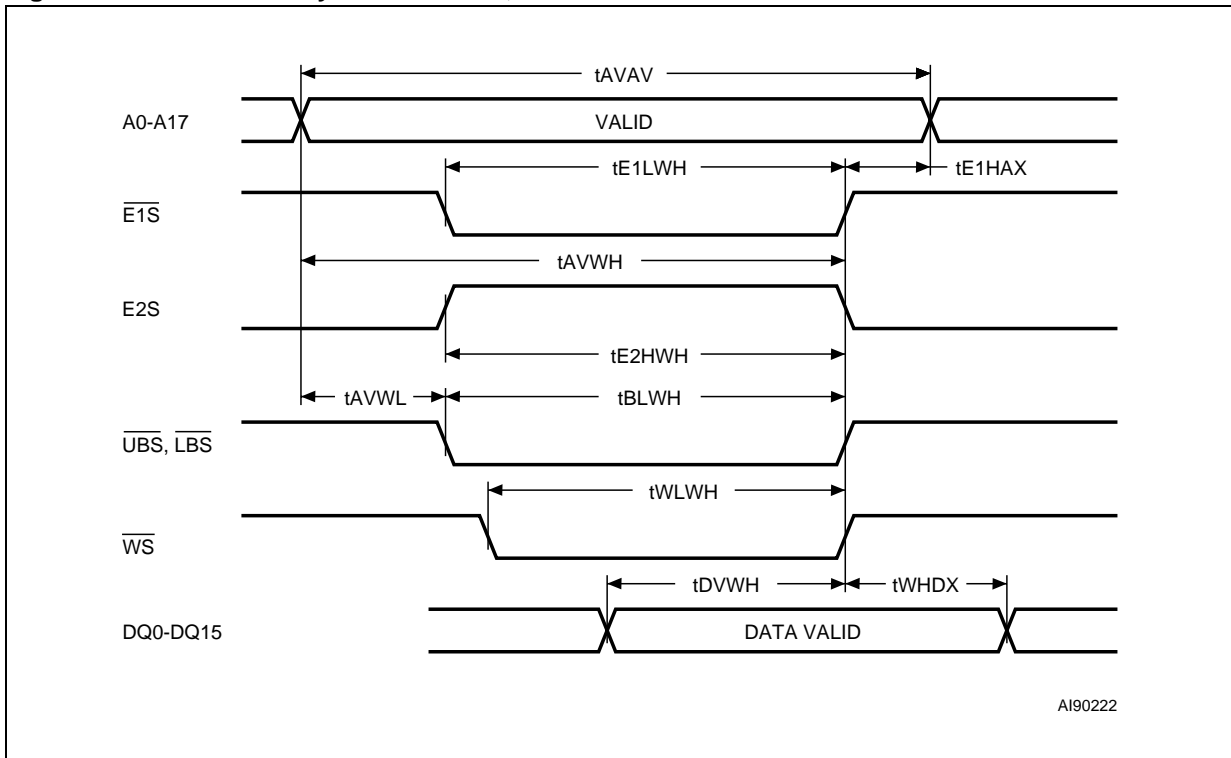 tAVAV
A0-A17
VALID
tE1LWH
tE1HAX
E1S
tAVWH
E2S
tE2HWH
tAVWL
tBLWH
UBS, LBS
tWLWH
WS
tDVWH
tWHDX
DQ0-DQ15
DATA VALID
AI90222